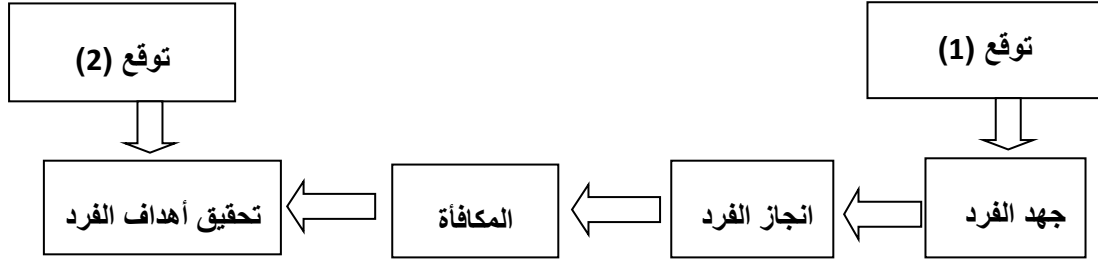 توقع (1)
توقع (2)
جهد الفرد
انجاز الفرد
المكافأة
تحقيق أهداف الفرد